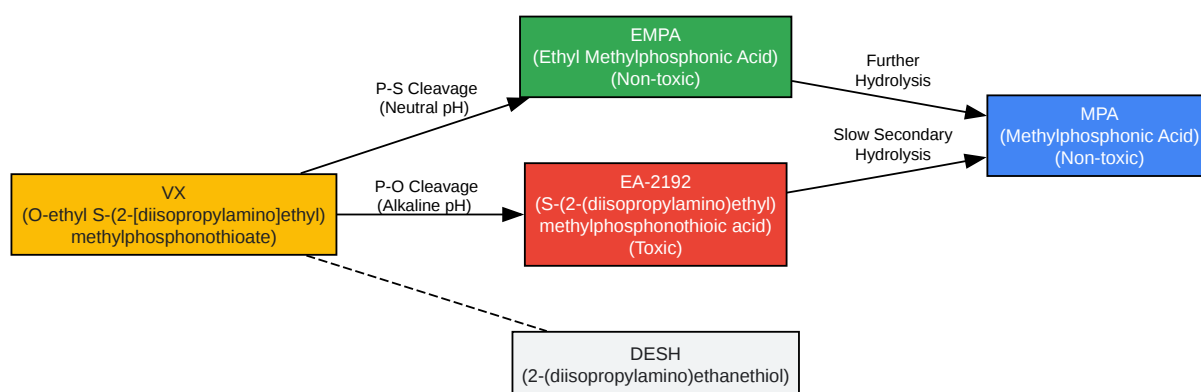 EMPA
(Ethyl Methylphosphonic Acid)
(Non-toxic)
Further
Hydrolysis
P-S Cleavage
(Neutral pH)
MPA
(Methylphosphonic Acid)
(Non-toxic)
Slow Secondary
Hydrolysis
VX
(O-ethyl S-(2-[diisopropylamino]ethyl)
methylphosphonothioate)
P-O Cleavage
(Alkaline pH)
EA-2192
(S-(2-(diisopropylamino)ethyl)
methylphosphonothioic acid)
(Toxic)
DESH
(2-(diisopropylamino)ethanethiol)